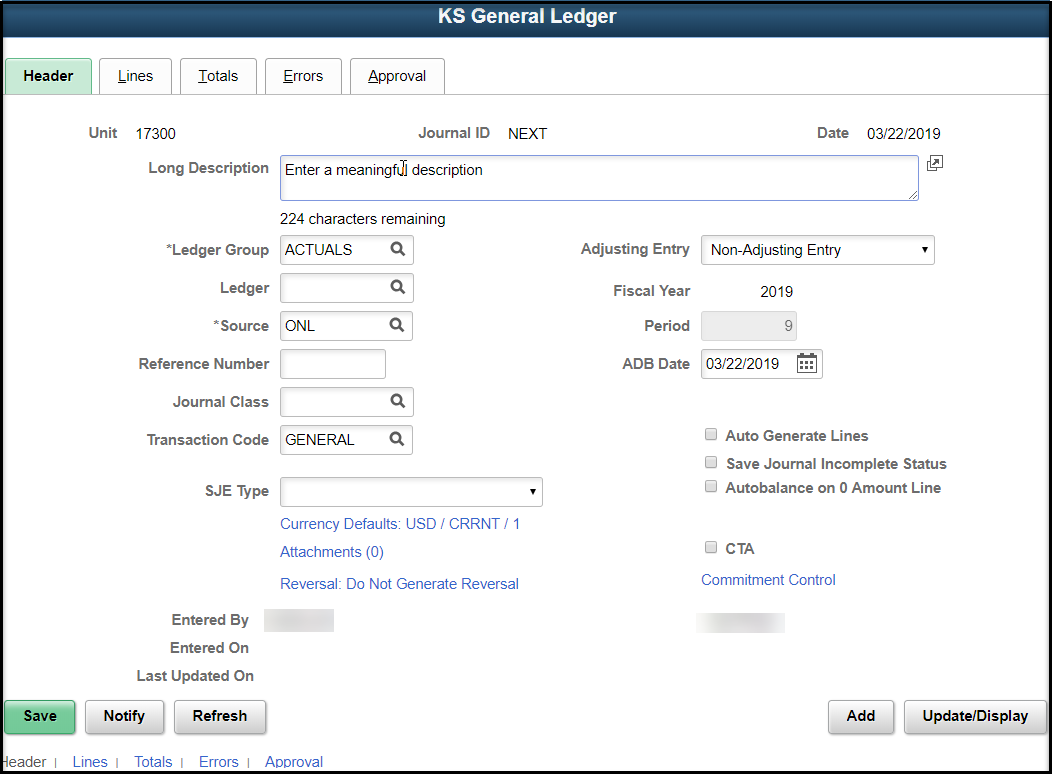 KS General Ledger
Header Lines Totals Errors Approval
Unit 17300 Journal ID NEXT Date 03/22/2019
Long Description Enter a meaningful description
224 characters remaining
*Ledger Group ACTUALS Adjusting Entry Non-Adjusting Entry
Ledger Fiscal Year 2019
*Source ONL Period 9
Reference Number ADB Date 03/22/2019
Journal Class
Transaction Code GENERAL Auto Generate Lines
Save Journal Incomplete Status
SJE Type Autobalance on 0 Amount Line
Currency Defaults: USD / CRRNT / 1
Attachments (0) CTA
Reversal: Do Not Generate Reversal Commitment Control
Entered By
Entered On
Last Updated On
Save Notify Refresh Add Update/Display
Header | Lines | Totals | Errors | Approval